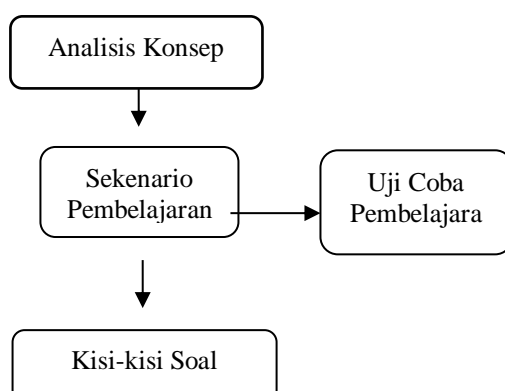 Analisis Konsep
Sekenario
Pembelajaran
Uji Coba
Pembelajara
Kisi-kisi Soal